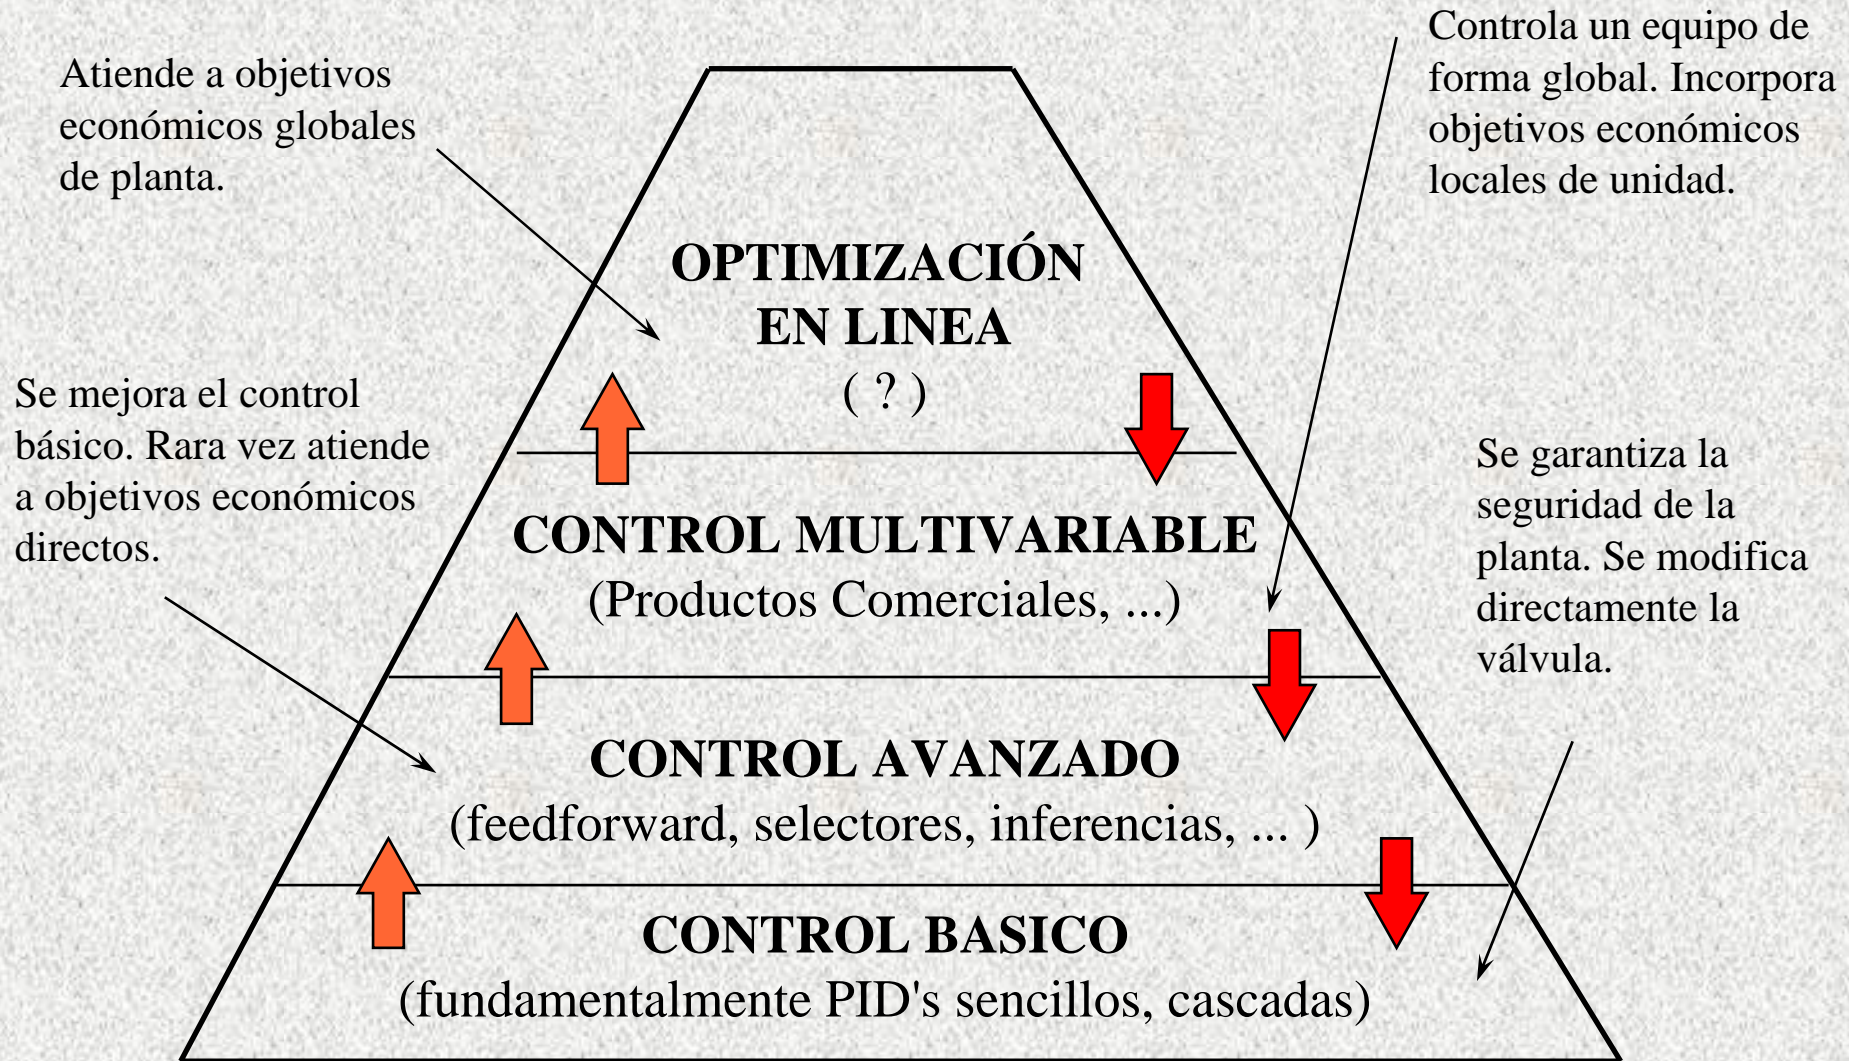 Atiende a objetivos
económicos globales
de planta.
Controla un equipo de
forma global. Incorpora
objetivos económicos
locales de unidad.
OPTIMIZACIÓN
EN LINEA
( ? )
Se mejora el control
básico. Rara vez atiende
a objetivos económicos
directos.
Se garantiza la
seguridad de la
planta. Se modifica
directamente la
válvula.
CONTROL MULTIVARIABLE
(Productos Comerciales, ...)
CONTROL AVANZADO
(feedforward, selectores, inferencias, ... )
CONTROL BASICO
(fundamentalmente PID's sencillos, cascadas)